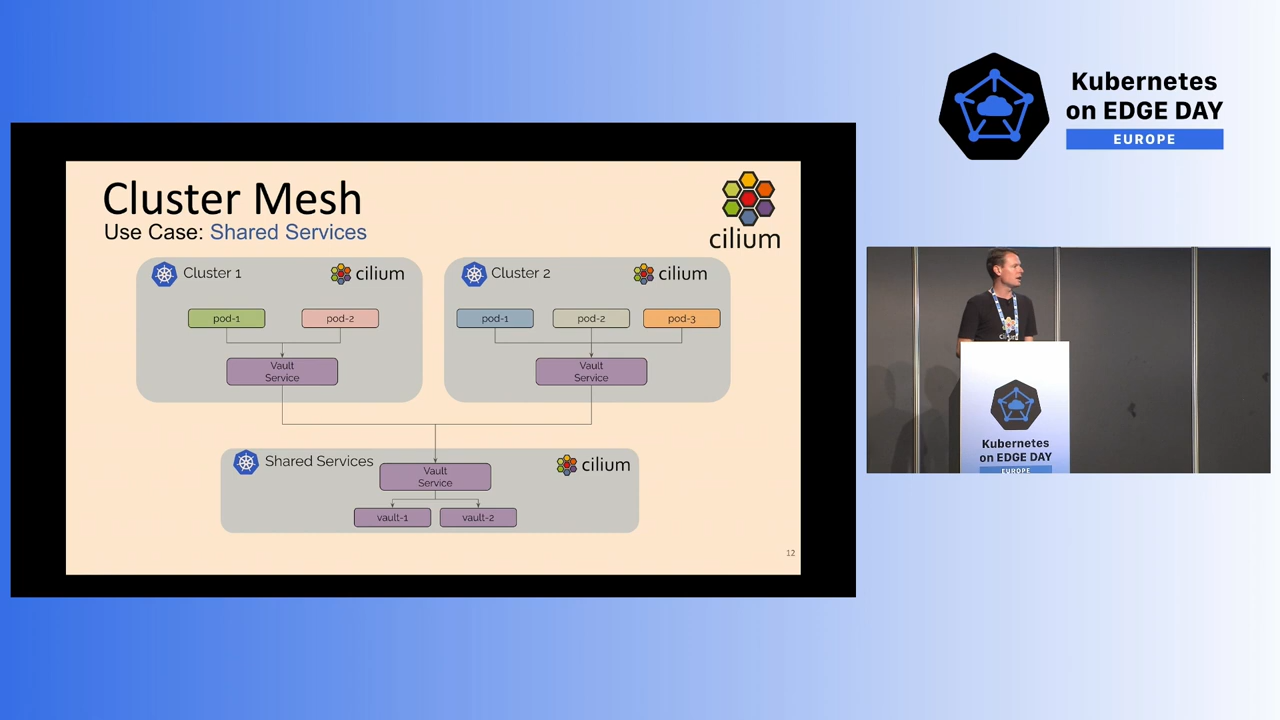 Kubernetes
on EDGE DAY
EUROPE
Cluster Mesh
Use Case: Shared Services
cilium
Cluster 1
cilium
pod-1
pod-2
Vault
Service
Cluster 2
cilium
pod-1
pod-2
pod-3
Vault
Service
Shared Services
Vault
Service
cilium
vault-1
vault-2
12
Kubernetes
on EDGE DAY
EUROPE